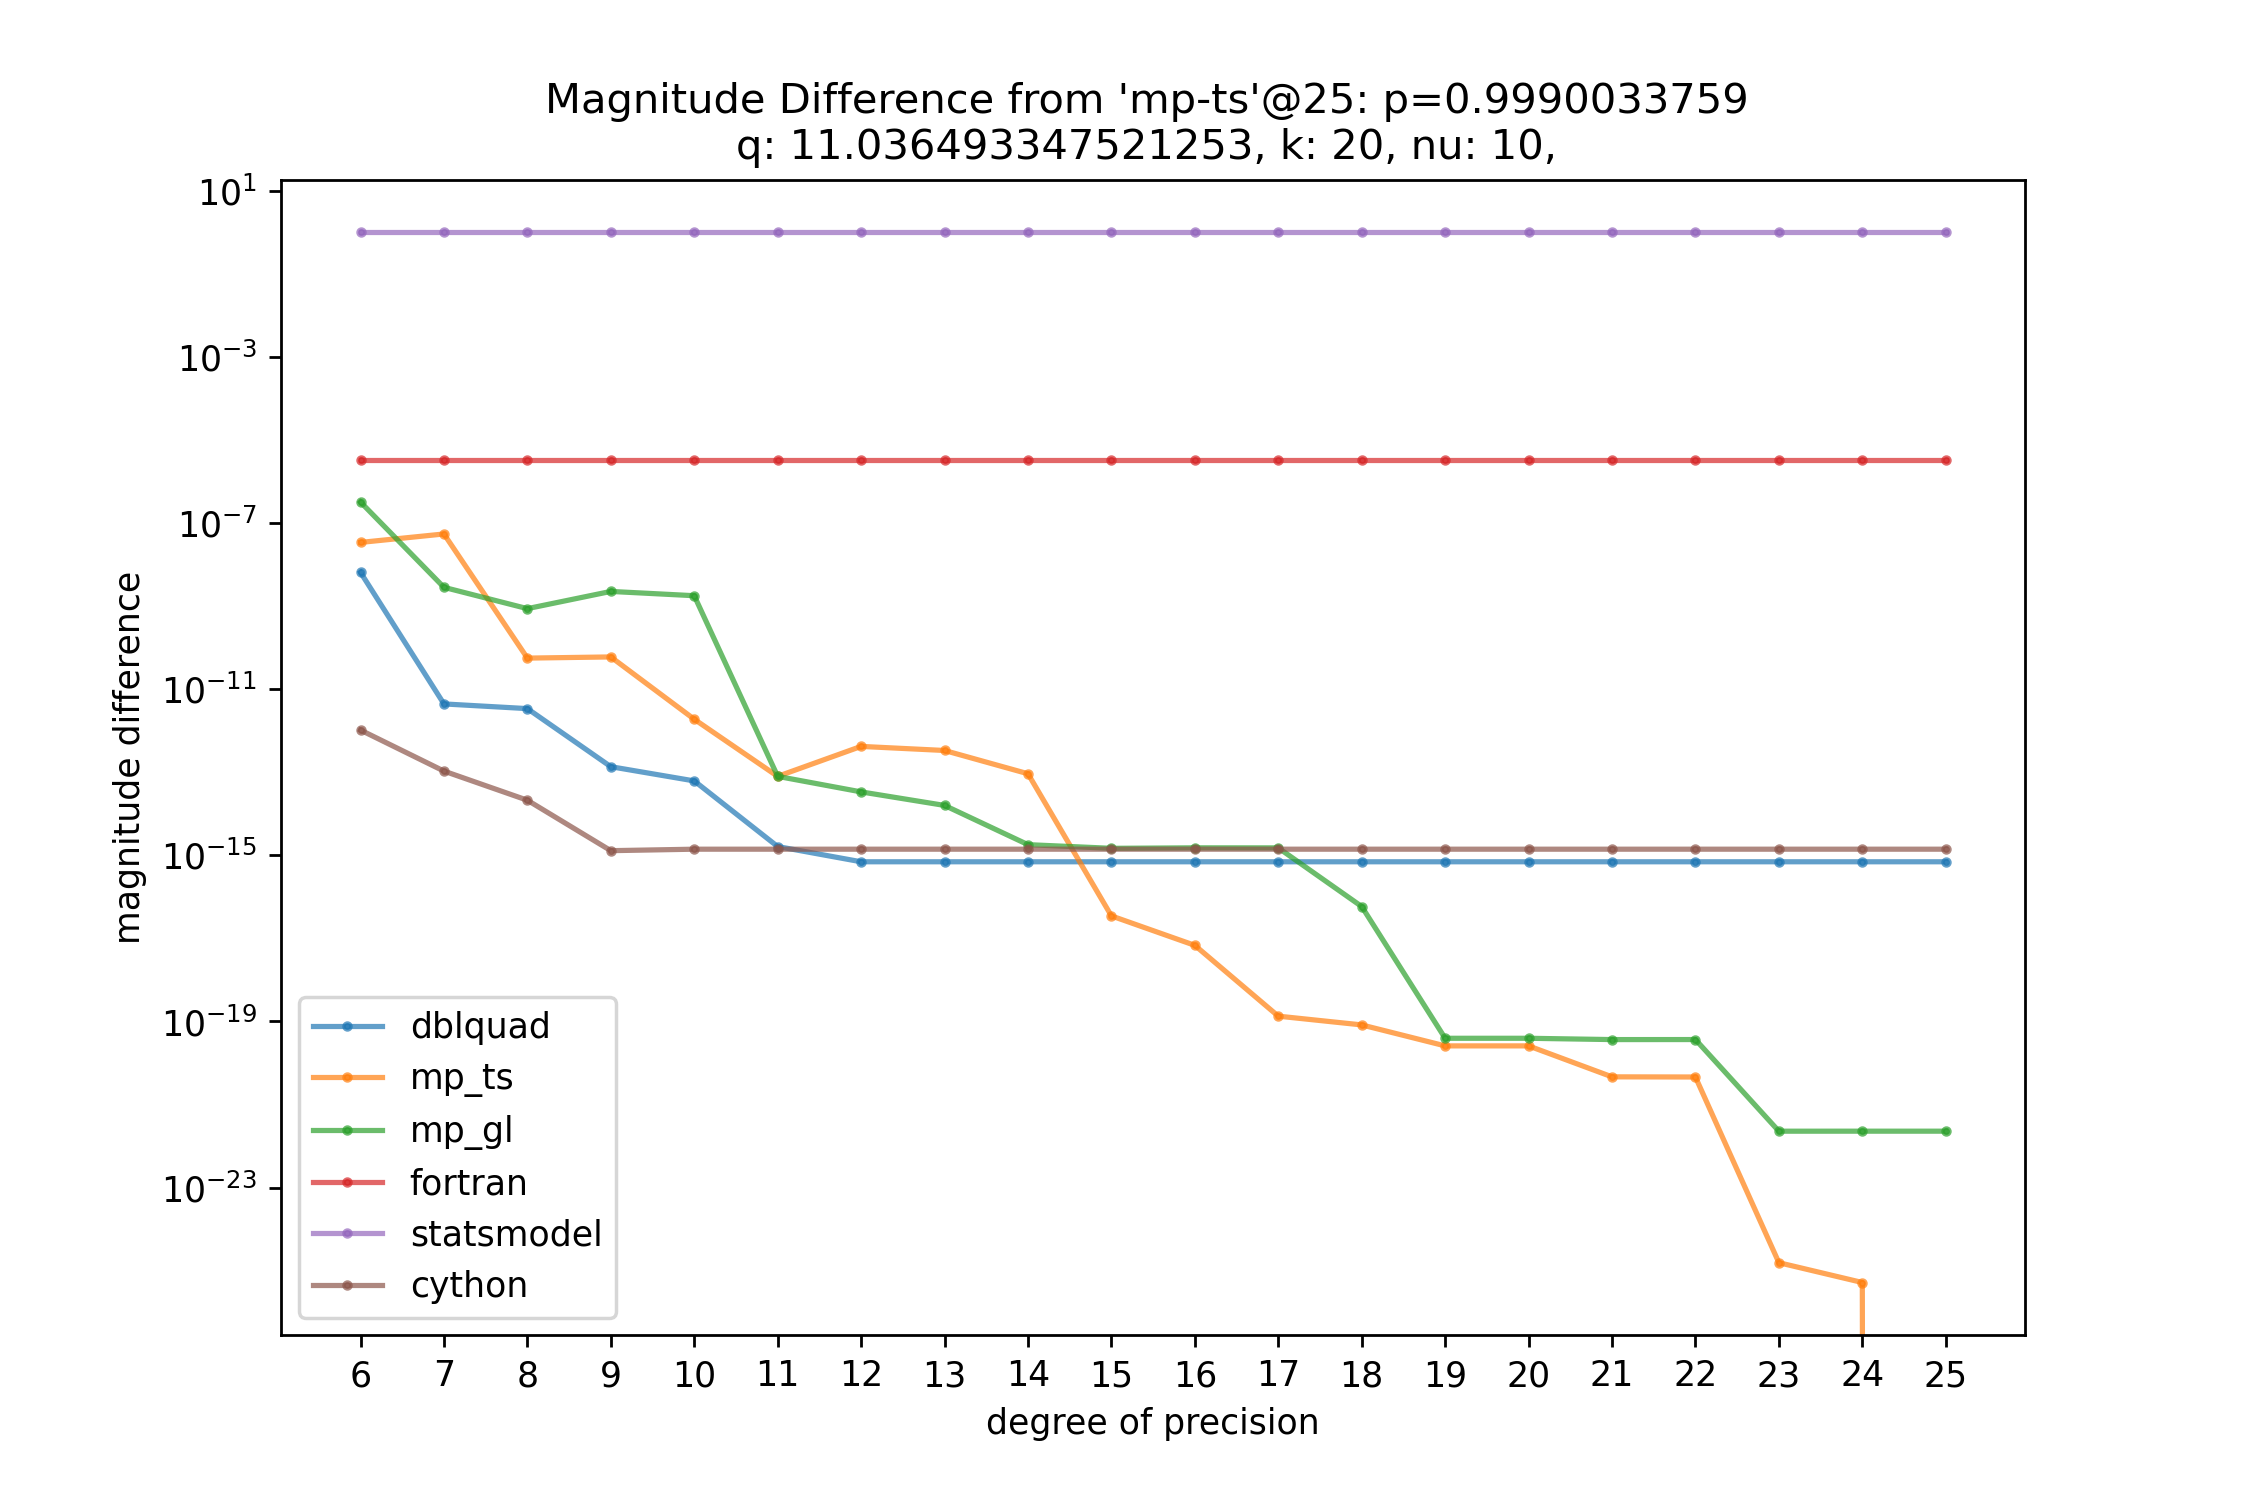 Magnitude Difference from 'mp-ts'@25: p=0.9990033759
q: 11.036493347521253, k: 20, nu: 10,
magnitude difference
10¹
10⁻³
10⁻⁷
10⁻¹¹
10⁻¹⁵
10⁻¹⁹
10⁻²³
dblquad
mp_ts
mp_gl
fortran
statsmodel
cython
6 7 8 9 10 11 12 13 14 15 16 17 18 19 20 21 22 23 24 25
degree of precision